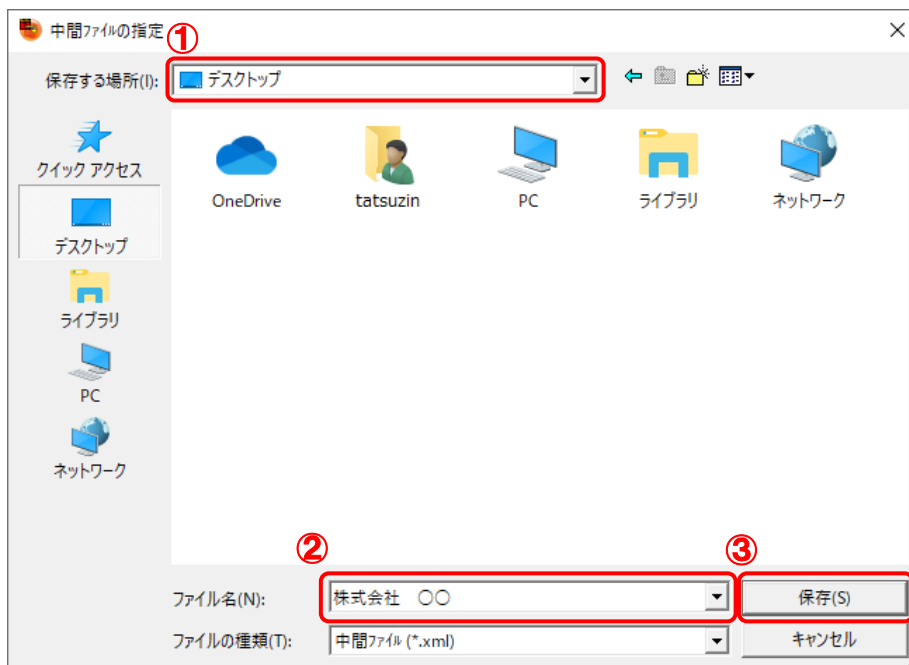 中間ファイルの指定
①
保存する場所(I):
デスクトップ
クイック アクセス
デスクトップ
ライブラリ
PC
ネットワーク
OneDrive
tatsuzin
PC
ライブラリ
ネットワーク
②
③
ファイル名(N):
株式会社　〇〇
保存(S)
ファイルの種類(T):
中間ファイル (*.xml)
キャンセル